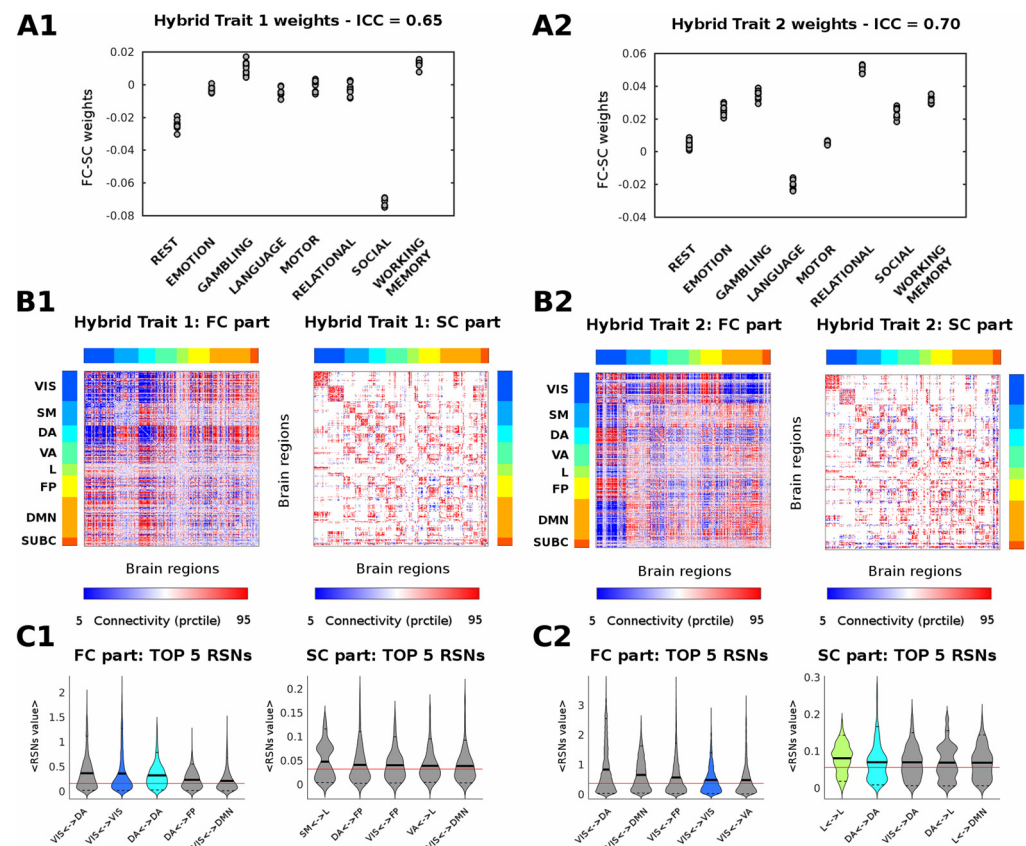 A1
Hybrid Trait 1 weights - ICC = 0.65
FC-SC weights
0.02
0
-0.02
-0.04
-0.06
-0.08
REST
EMOTION
GAMBLING
LANGUAGE
MOTOR
RELATIONAL
SOCIAL
WORKING
MEMORY
A2
Hybrid Trait 2 weights - ICC = 0.70
FC-SC weights
0.06
0.04
0.02
0
-0.02
-0.04
REST
EMOTION
GAMBLING
LANGUAGE
MOTOR
RELATIONAL
SOCIAL
WORKING
MEMORY
B1
Hybrid Trait 1: FC part
VIS
SM
DA
VA
L
FP
DMN
SUBC
Brain regions
5 Connectivity (prctile) 95
Hybrid Trait 1: SC part
Brain regions
Brain regions
5 Connectivity (prctile) 95
B2
Hybrid Trait 2: FC part
VIS
SM
DA
VA
L
FP
DMN
SUBC
Brain regions
5 Connectivity (prctile) 95
Hybrid Trait 2: SC part
Brain regions
Brain regions
5 Connectivity (prctile) 95
C1
FC part: TOP 5 RSNs
<RSNs value>
2
1.5
1
0.5
0
VIS<->DA
VIS<->VIS
DA<->DA
DA<->FP
VIS<->DMN
SC part: TOP 5 RSNs
<RSNs value>
0.2
0.15
0.1
0.05
0
SM<->L
DA<->FP
VIS<->FP
VA<->L
VIS<->DMN
C2
FC part: TOP 5 RSNs
<RSNs value>
3
2
1
0
VIS<->DA
VIS<->DMN
VIS<->FP
VIS<->VIS
VIS<->VA
SC part: TOP 5 RSNs
<RSNs value>
0.3
0.2
0.1
0
L<->L
DA<->DA
VIS<->DA
DA<->L
L<->DMN